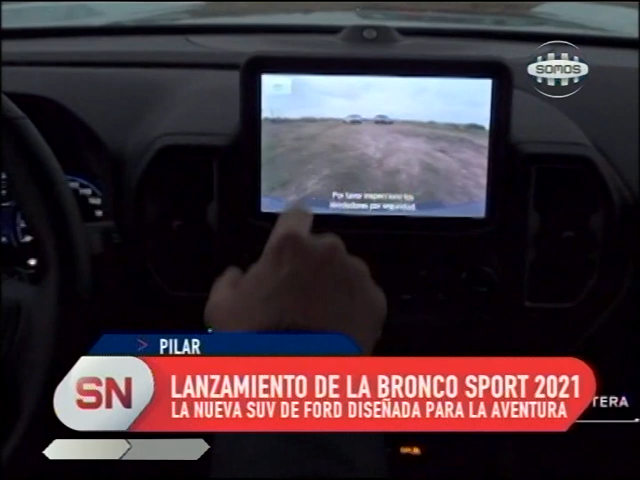 SOMOS
Por favor inspeccione los
alrededores por seguridad.
> PILAR
SN
LANZAMIENTO DE LA BRONCO SPORT 2021
LA NUEVA SUV DE FORD DISEÑADA PARA LA AVENTURA
TERA